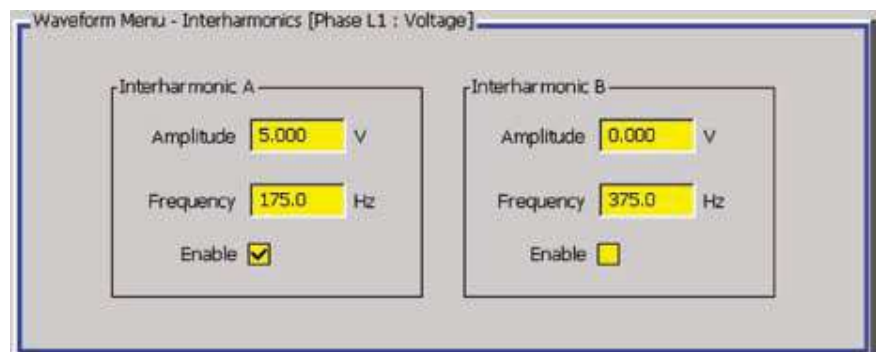 Waveform Menu - Interharmonics [Phase L1 : Voltage]
Interharmonic A
Amplitude 5.000 V
Frequency 175.0 Hz
Enable
Interharmonic B
Amplitude 0.000 V
Frequency 375.0 Hz
Enable